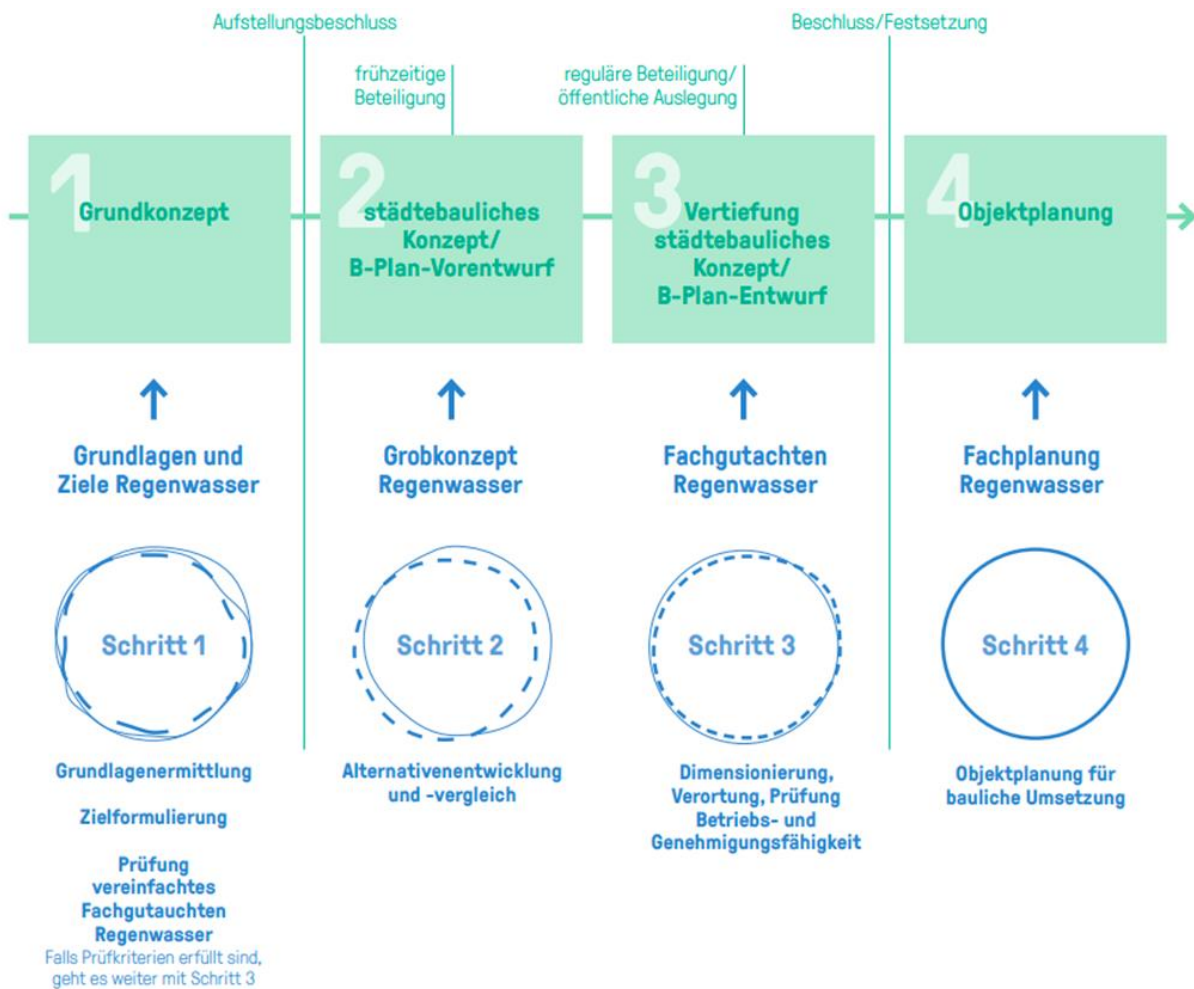 Aufstellungsbeschluss
Beschluss/Festsetzung
frühzeitige
Beteiligung
reguläre Beteiligung/
öffentliche Auslegung
1
Grundkonzept
2
städtebauliches
Konzept/
B-Plan-Vorentwurf
3
Vertiefung
städtebauliches
Konzept/
B-Plan-Entwurf
4
Objektplanung
Grundlagen und
Ziele Regenwasser
Grobkonzept
Regenwasser
Fachgutachten
Regenwasser
Fachplanung
Regenwasser
Schritt 1
Schritt 2
Schritt 3
Schritt 4
Grundlagenermittlung
Zielformulierung
Prüfung
vereinfachtes
Fachgutauchten
Regenwasser
Falls Prüfkriterien erfüllt sind,
geht es weiter mit Schritt 3
Alternativenentwicklung
und -vergleich
Dimensionierung,
Verortung, Prüfung
Betriebs- und
Genehmigungsfähigkeit
Objektplanung für
bauliche Umsetzung